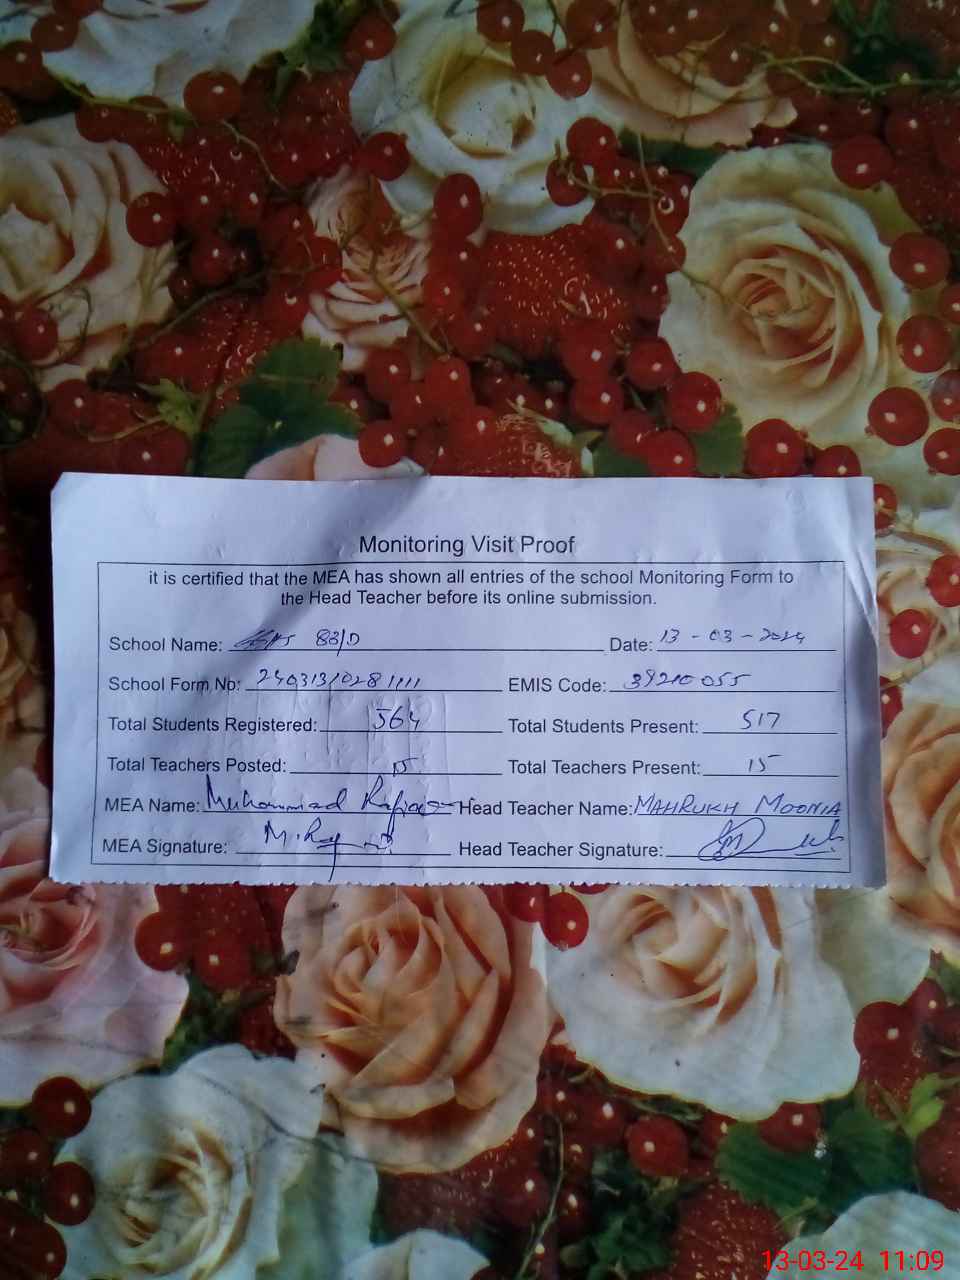 Monitoring Visit Proof
it is certified that the MEA has shown all entries of the school Monitoring Form to
the Head Teacher before its online submission.
School Name: 83/D Date: 13-03-2024
School Form No: EMIS Code: 39210055
Total Students Registered: 564 Total Students Present: 517
Total Teachers Posted: 15 Total Teachers Present: 15
MEA Name: Muhammad Head Teacher Name: MAHRUKH MOONIA
MEA Signature: Head Teacher Signature:
13-03-24 11:09